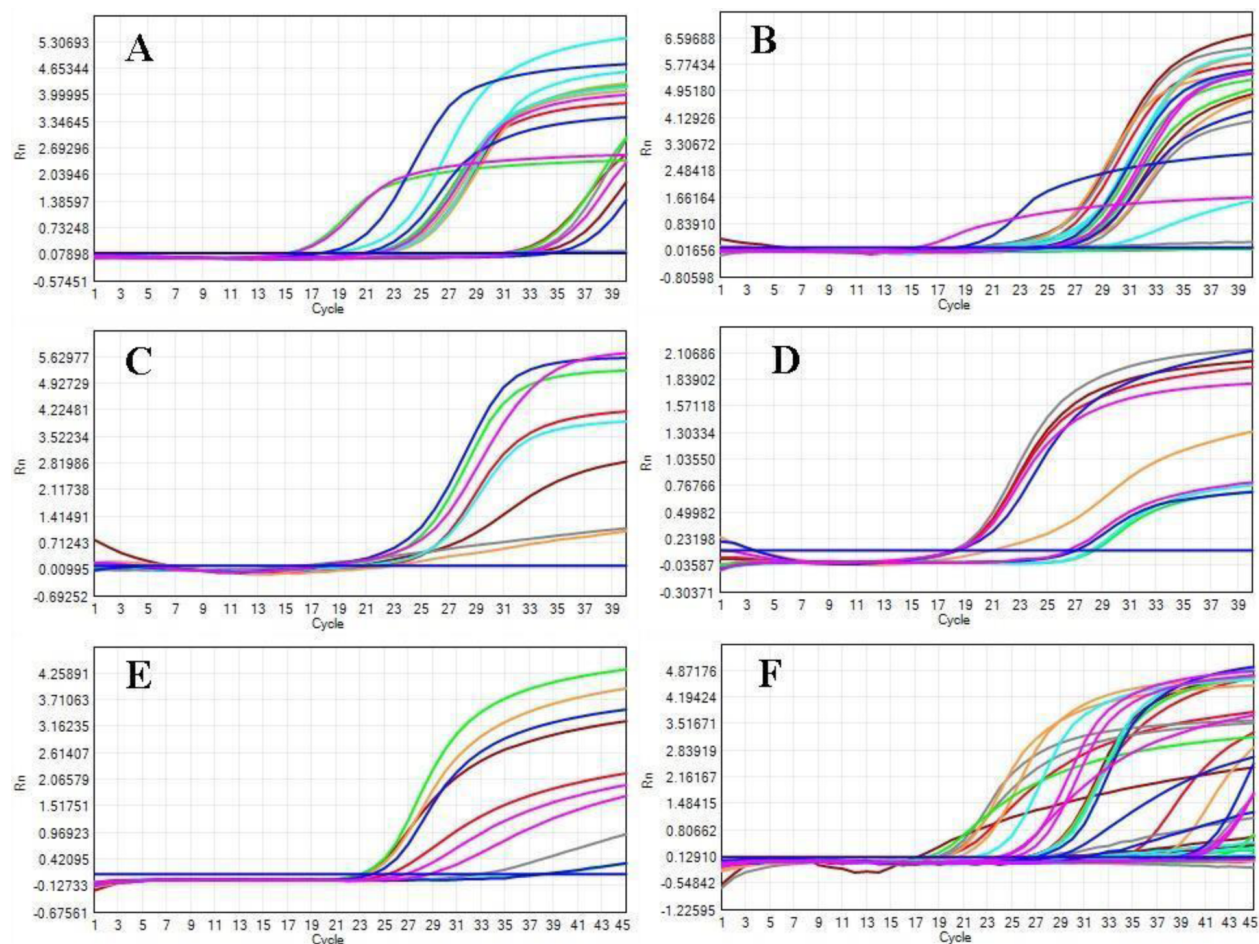 A
Rn
5.30693
4.65344
3.99995
3.34645
2.69296
2.03946
1.38597
0.73248
0.07898
-0.57451
1 3 5 7 9 11 13 15 17 19 21 23 25 27 29 31 33 35 37 39
Cycle
B
Rn
6.59688
5.77434
4.95180
4.12926
3.30672
2.48418
1.66164
0.83910
0.01656
-0.80598
1 3 5 7 9 11 13 15 17 19 21 23 25 27 29 31 33 35 37 39
Cycle
C
Rn
5.62977
4.92729
4.22481
3.52234
2.81986
2.11738
1.41491
0.71243
0.00995
-0.69252
1 3 5 7 9 11 13 15 17 19 21 23 25 27 29 31 33 35 37 39
Cycle
D
Rn
2.10686
1.83902
1.57118
1.30334
1.03550
0.76766
0.49982
0.23198
-0.03587
-0.30371
1 3 5 7 9 11 13 15 17 19 21 23 25 27 29 31 33 35 37 39
Cycle
E
Rn
4.25891
3.71063
3.16235
2.61407
2.06579
1.51751
0.96923
0.42095
-0.12733
-0.67561
1 3 5 7 9 11 13 15 17 19 21 23 25 27 29 31 33 35 37 39 41 43 45
Cycle
F
Rn
4.87176
4.19424
3.51671
2.83919
2.16167
1.48415
0.80662
0.12910
-0.54842
-1.22595
1 3 5 7 9 11 13 15 17 19 21 23 25 27 29 31 33 35 37 39 41 43 45
Cycle